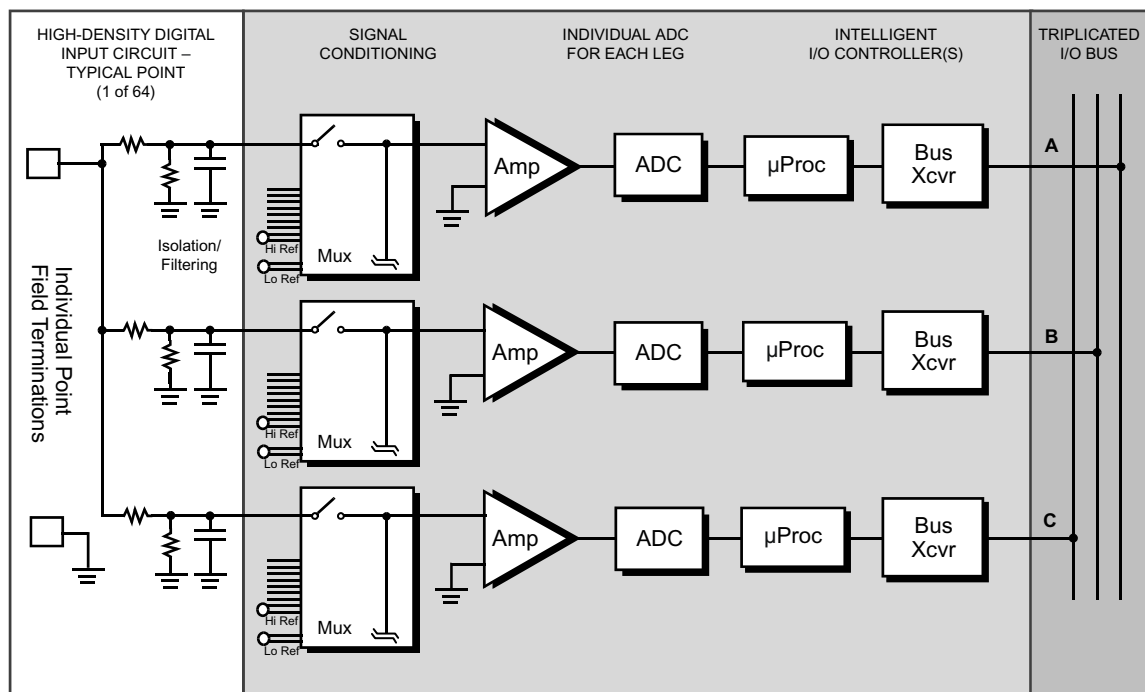 HIGH-DENSITY DIGITAL
INPUT CIRCUIT –
TYPICAL POINT
(1 of 64)
SIGNAL
CONDITIONING
INDIVIDUAL ADC
FOR EACH LEG
INTELLIGENT
I/O CONTROLLER(S)
TRIPLICATED
I/O BUS
Individual Point
Field Terminations
Isolation/
Filtering
Hi Ref
Lo Ref
Mux
Amp
ADC
µProc
Bus
Xcvr
A
Hi Ref
Lo Ref
Mux
Amp
ADC
µProc
Bus
Xcvr
B
Hi Ref
Lo Ref
Mux
Amp
ADC
µProc
Bus
Xcvr
C